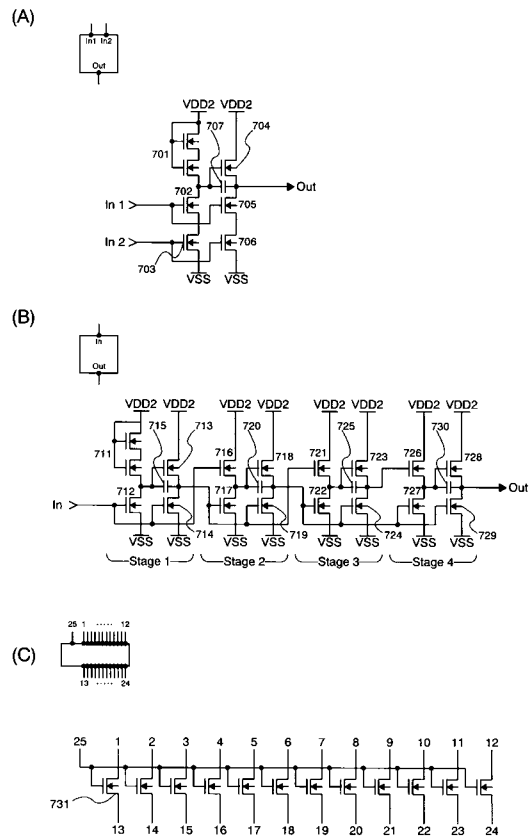 (A)
In1 In2
Out
VDD2 VDD2
707 704
701
702
Out
In 1
705
In 2
706
703
VSS VSS
(B)
In
Out
VDD2 VDD2 VDD2 VDD2 VDD2 VDD2 VDD2 VDD2
715 713 720 725 730
716 718 721 723 726 728
711
Out
In
712 717 722 727
714 719 724 729
VSS VSS VSS VSS VSS VSS VSS VSS
Stage 1 Stage 2 Stage 3 Stage 4
(C)
25 1 ..... 12
13 ..... 24
25 1 2 3 4 5 6 7 8 9 10 11 12
731
13 14 15 16 17 18 19 20 21 22 23 24